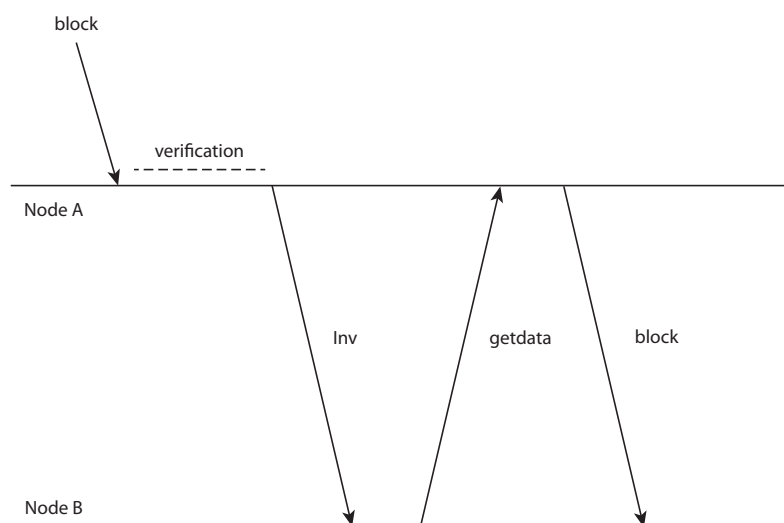 block
verification
Node A
Inv
getdata
block
Node B